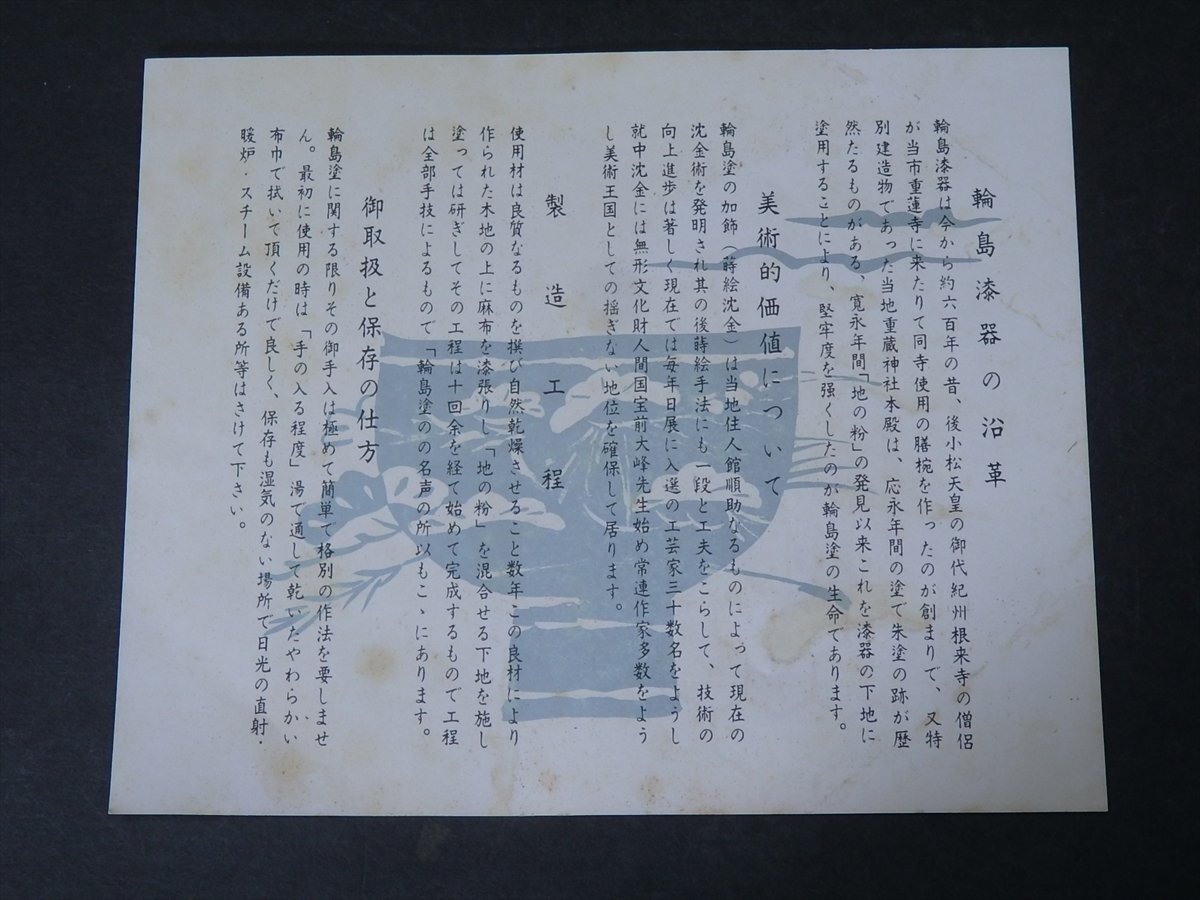 輪島漆器の沿革
輪島漆器は今から約六百年の昔、後小松天皇の御代紀州根来寺の僧侶
が当市重蓮寺に来たりて同寺使用の膳椀を作ったのが創まりで、又特
別建造物であった当地重蔵神社本殿は、応永年間の塗で朱塗の跡が歴
然たるものがある、寛永年間「地の粉」の発見以来これを漆器の下地に
塗用することにより、堅牢度を強くしたのが輪島塗の生命であります。
美術的価値について
輪島塗の加飾（蒔絵沈金）は当地住人館順助なるものによって現在の
沈金術を発明され其の後蒔絵手法にも一段と工夫をこらして、技術の
向上進歩は著しく現在では毎年日展に入選の工芸家三十数名をようし
就中沈金には無形文化財人間国宝前大峰先生始め常連作家多数をよう
し美術王国としての揺ぎない地位を確保して居ります。
製造工程
使用材は良質なるものを撰び自然乾燥させること数年この良材により
作られた木地の上に麻布を漆張りし「地の粉」を混合せる下地を施し
塗っては研ぎしてその工程は十回余を経て始めて完成するもので工程
は全部手技によるもので「輪島塗のの名声の所以もこゝにあります。
御取扱と保存の仕方
輪島塗に関する限りその御手入は極めて簡単で格別の作法を要しませ
ん。最初に使用の時は「手の入る程度」湯で通して乾いたやわらかい
布巾で拭いて頂くだけで良しく、保存も湿気のない場所で日光の直射・
暖炉・スチーム設備ある所等はさけて下さい。